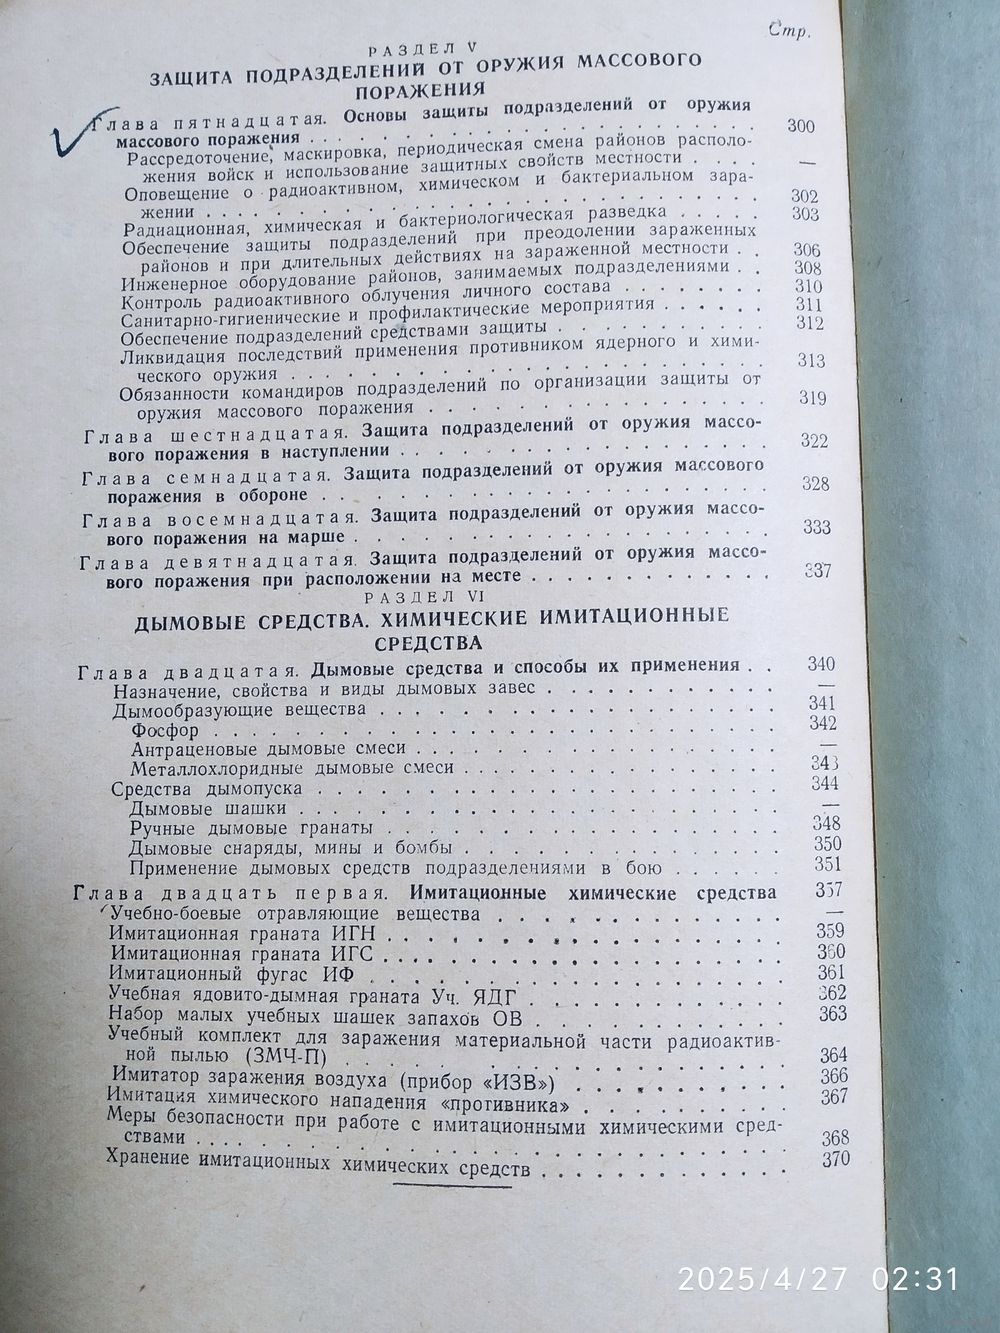 Стр.
РАЗДЕЛ V
ЗАЩИТА ПОДРАЗДЕЛЕНИЙ ОТ ОРУЖИЯ МАССОВОГО
ПОРАЖЕНИЯ
Глава пятнадцатая. Основы защиты подразделений от оружия
массового поражения . . . . . . . . . . . . . . . . . . 300
Рассредоточение, маскировка, периодическая смена районов располо-
жения войск и использование защитных свойств местности . . . . —
Оповещение о радиоактивном, химическом и бактериальном зара-
жении . . . . . . . . . . . . . . . . . . . . . . . 302
Радиационная, химическая и бактериологическая разведка . . . . . 303
Обеспечение защиты подразделений при преодолении зараженных
районов и при длительных действиях на зараженной местности . . 306
Инженерное оборудование районов, занимаемых подразделениями . . 308
Контроль радиоактивного облучения личного состава . . . . . . . . 310
Санитарно-гигиенические и профилактические мероприятия . . . . . . 311
Обеспечение подразделений средствами защиты . . . . . . . . . . 312
Ликвидация последствий применения противником ядерного и хими-
ческого оружия . . . . . . . . . . . . . . . . . . . 313
Обязанности командиров подразделений по организации защиты от
оружия массового поражения . . . . . . . . . . . . . . 319
Глава шестнадцатая. Защита подразделений от оружия массо-
вого поражения в наступлении . . . . . . . . . . . . . . 322
Глава семнадцатая. Защита подразделений от оружия массового
поражения в обороне . . . . . . . . . . . . . . . . . 328
Глава восемнадцатая. Защита подразделений от оружия массо-
вого поражения на марше . . . . . . . . . . . . . . . . 333
Глава девятнадцатая. Защита подразделений от оружия массо-
вого поражения при расположении на месте . . . . . . . . . . 337
РАЗДЕЛ VI
ДЫМОВЫЕ СРЕДСТВА. ХИМИЧЕСКИЕ ИМИТАЦИОННЫЕ
СРЕДСТВА
Глава двадцатая. Дымовые средства и способы их применения . . 340
Назначение, свойства и виды дымовых завес . . . . . . . . . . —
Дымообразующие вещества . . . . . . . . . . . . . . . . 341
Фосфор . . . . . . . . . . . . . . . . . . . . . . . 342
Антраценовые дымовые смеси . . . . . . . . . . . . . . —
Металлохлоридные дымовые смеси . . . . . . . . . . . . 343
Средства дымопуска . . . . . . . . . . . . . . . . . . . 344
Дымовые шашки . . . . . . . . . . . . . . . . . . . —
Ручные дымовые гранаты . . . . . . . . . . . . . . . . 348
Дымовые снаряды, мины и бомбы . . . . . . . . . . . . . 350
Применение дымовых средств подразделениями в бою . . . . . . 351
Глава двадцать первая. Имитационные химические средства 357
Учебно-боевые отравляющие вещества . . . . . . . . . . . . —
Имитационная граната ИГН . . . . . . . . . . . . . . . . 359
Имитационная граната ИГС . . . . . . . . . . . . . . . . 360
Имитационный фугас ИФ . . . . . . . . . . . . . . . . . 361
Учебная ядовито-дымная граната Уч. ЯДГ . . . . . . . . . . 362
Набор малых учебных шашек запахов ОВ . . . . . . . . . . 363
Учебный комплект для заражения материальной части радиоактив-
ной пылью (ЗМЧ-П) . . . . . . . . . . . . . . . . . . 364
Имитатор заражения воздуха (прибор «ИЗВ») . . . . . . . . . 366
Имитация химического нападения «противника» . . . . . . . . . 367
Меры безопасности при работе с имитационными химическими сред-
ствами . . . . . . . . . . . . . . . . . . . . . . . 368
Хранение имитационных химических средств . . . . . . . . . . . 370
2025/4/27 02:31